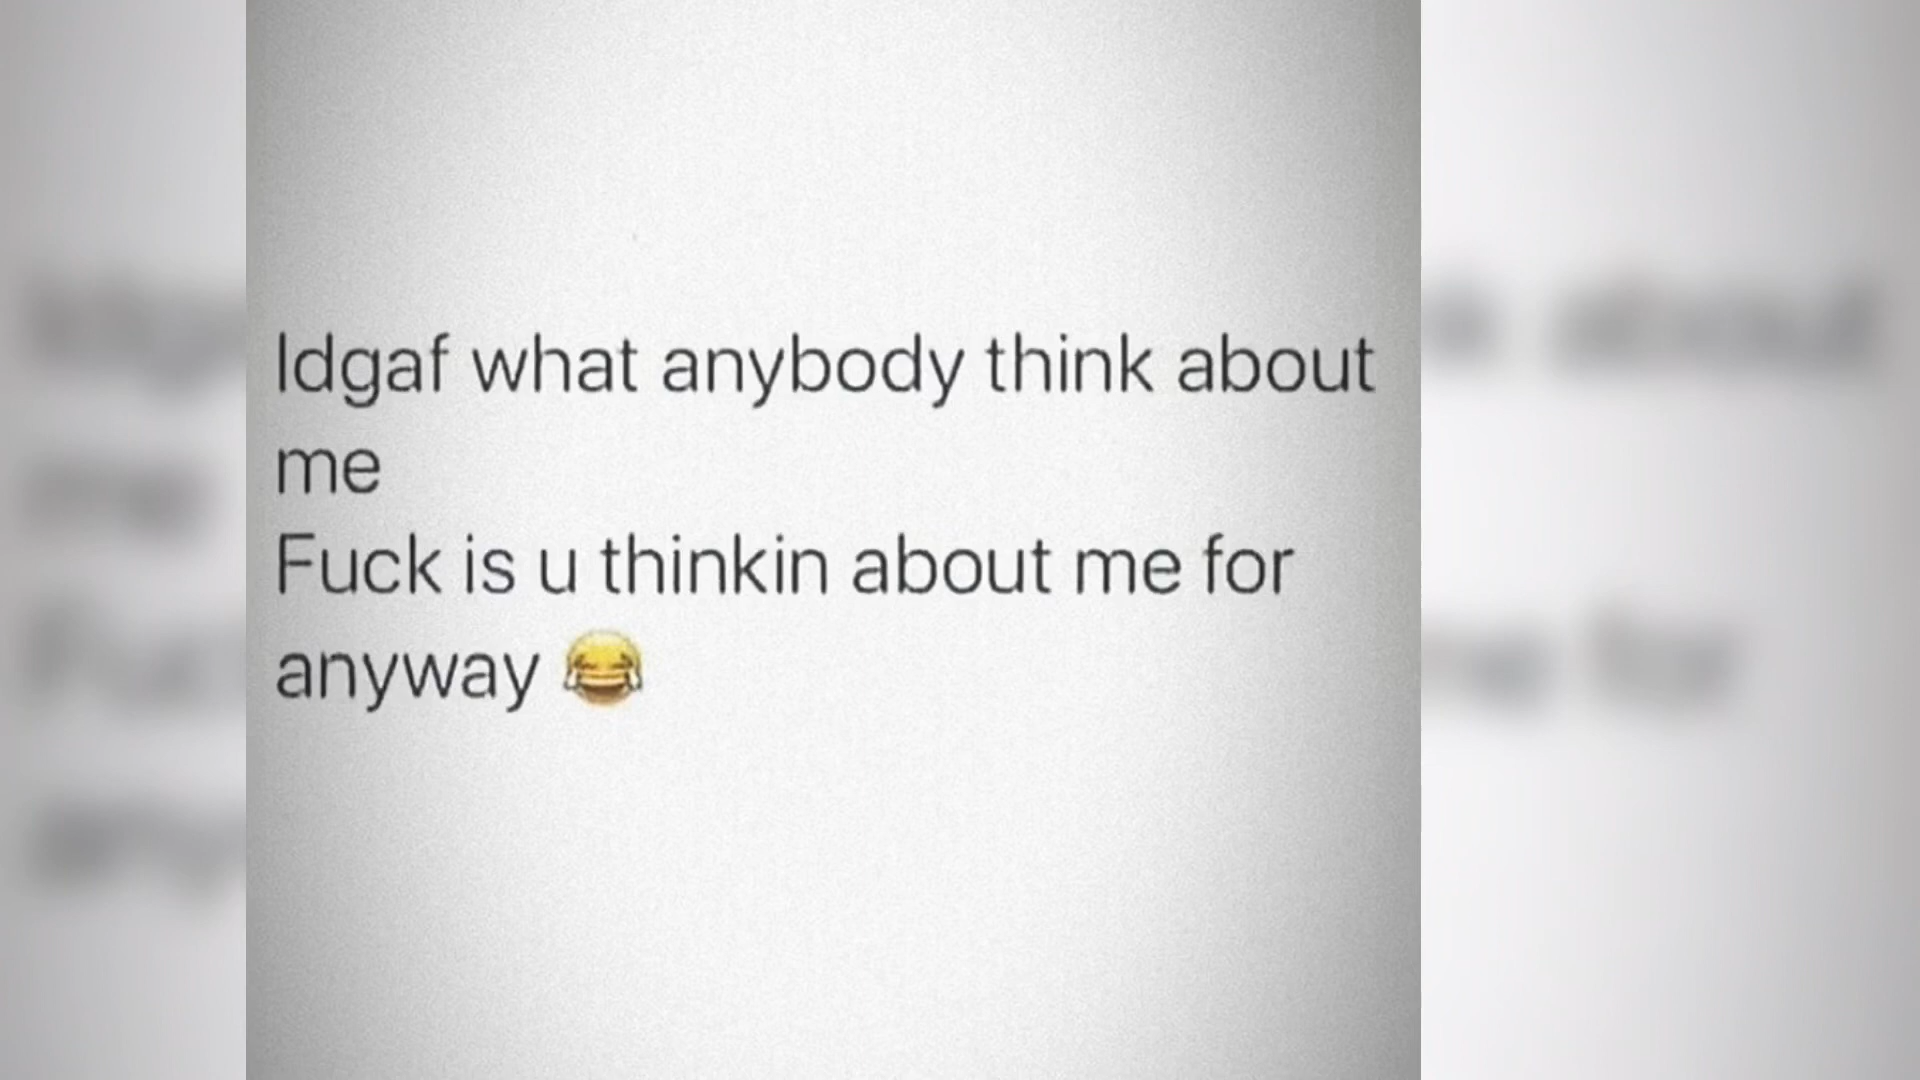 Idgaf what anybody think about
me
Fuck is u thinkin about me for
anyway 😂